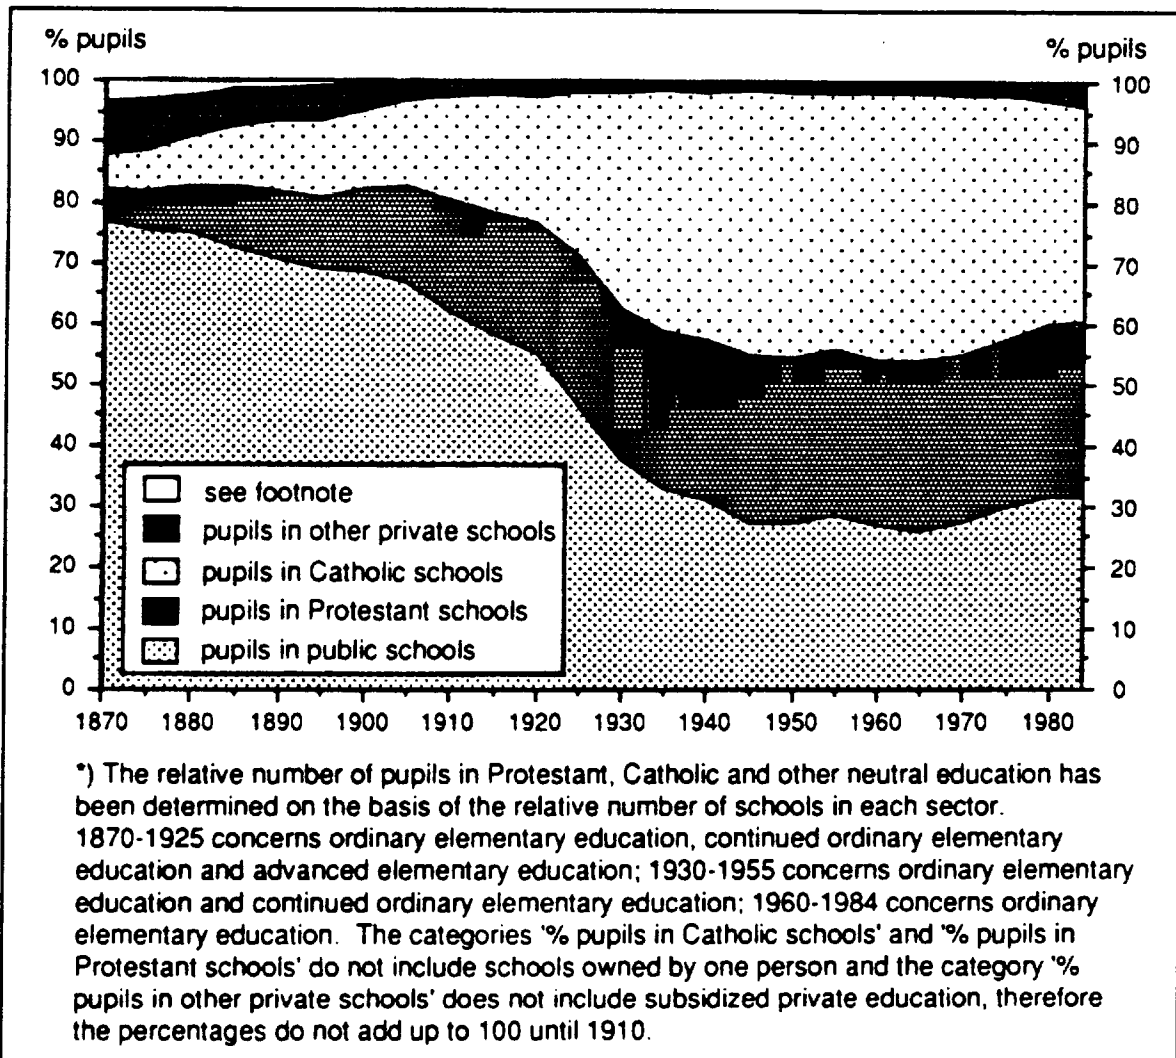 % pupils
% pupils
100
90
80
70
60
50
40
30
20
10
0
100
90
80
70
60
50
40
30
20
10
0
see footnote
pupils in other private schools
pupils in Catholic schools
pupils in Protestant schools
pupils in public schools
1870 1880 1890 1900 1910 1920 1930 1940 1950 1960 1970 1980
*) The relative number of pupils in Protestant, Catholic and other neutral education has
been determined on the basis of the relative number of schools in each sector.
1870-1925 concerns ordinary elementary education, continued ordinary elementary
education and advanced elementary education; 1930-1955 concerns ordinary elementary
education and continued ordinary elementary education; 1960-1984 concerns ordinary
elementary education. The categories '% pupils in Catholic schools' and '% pupils in
Protestant schools' do not include schools owned by one person and the category '%
pupils in other private schools' does not include subsidized private education, therefore
the percentages do not add up to 100 until 1910.